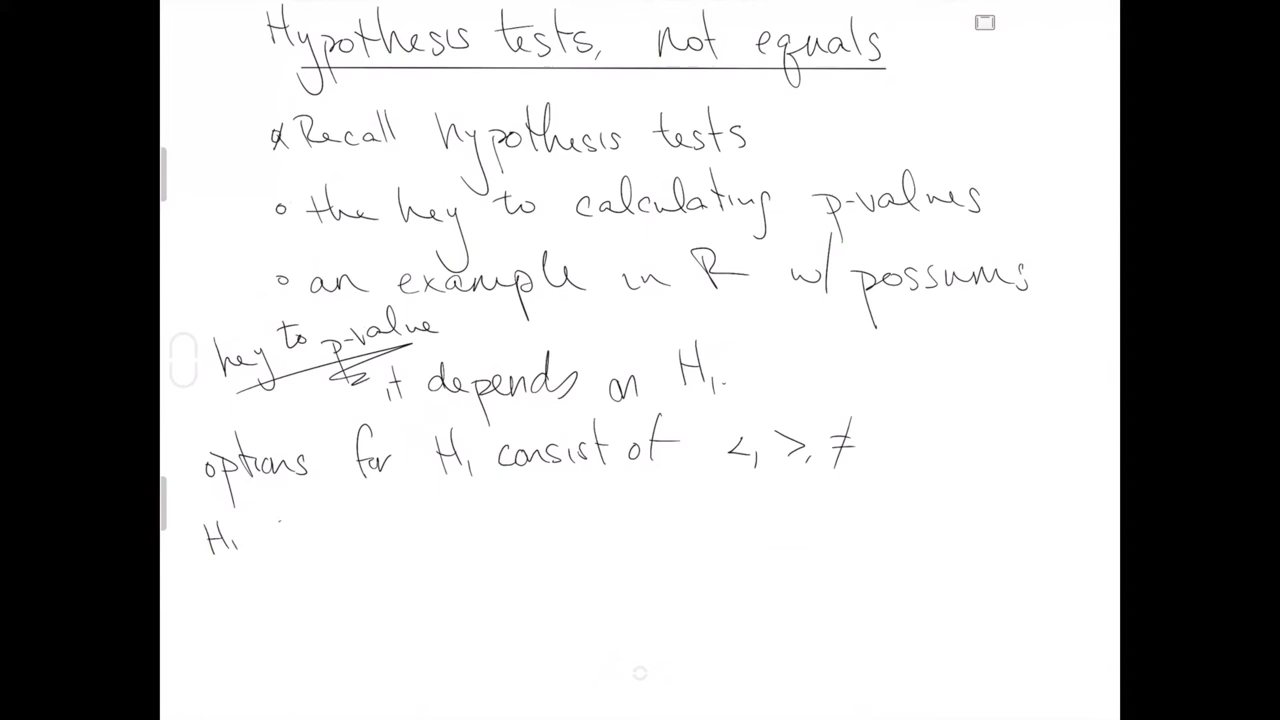 Hypothesis tests, not equals
Recall hypothesis tests
◦ the key to calculating p-values
◦ an example in R w/ possums
key to p-value
it depends on H₁.
options for H₁ consist of <, >, ≠
H₁